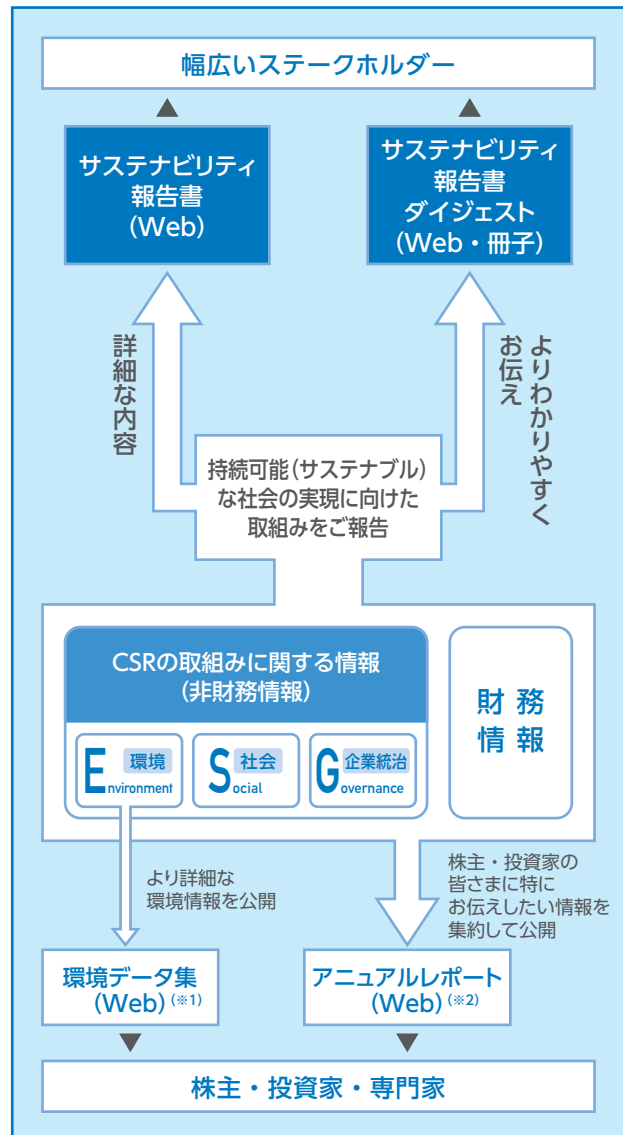 幅広いステークホルダー
サステナビリティ
報告書
(Web)
サステナビリティ
報告書
ダイジェスト
(Web・冊子)
詳細な内容
よりわかりやすく
お伝え
持続可能(サステナブル)
な社会の実現に向けた
取組みをご報告
CSRの取組みに関する情報
(非財務情報)
Environment 環境
Social 社会
Governance 企業統治
財務
情報
より詳細な
環境情報を公開
株主・投資家の
皆さまに特に
お伝えしたい情報を
集約して公開
環境データ集
(Web)(※1)
アニュアルレポート
(Web)(※2)
株主・投資家・専門家